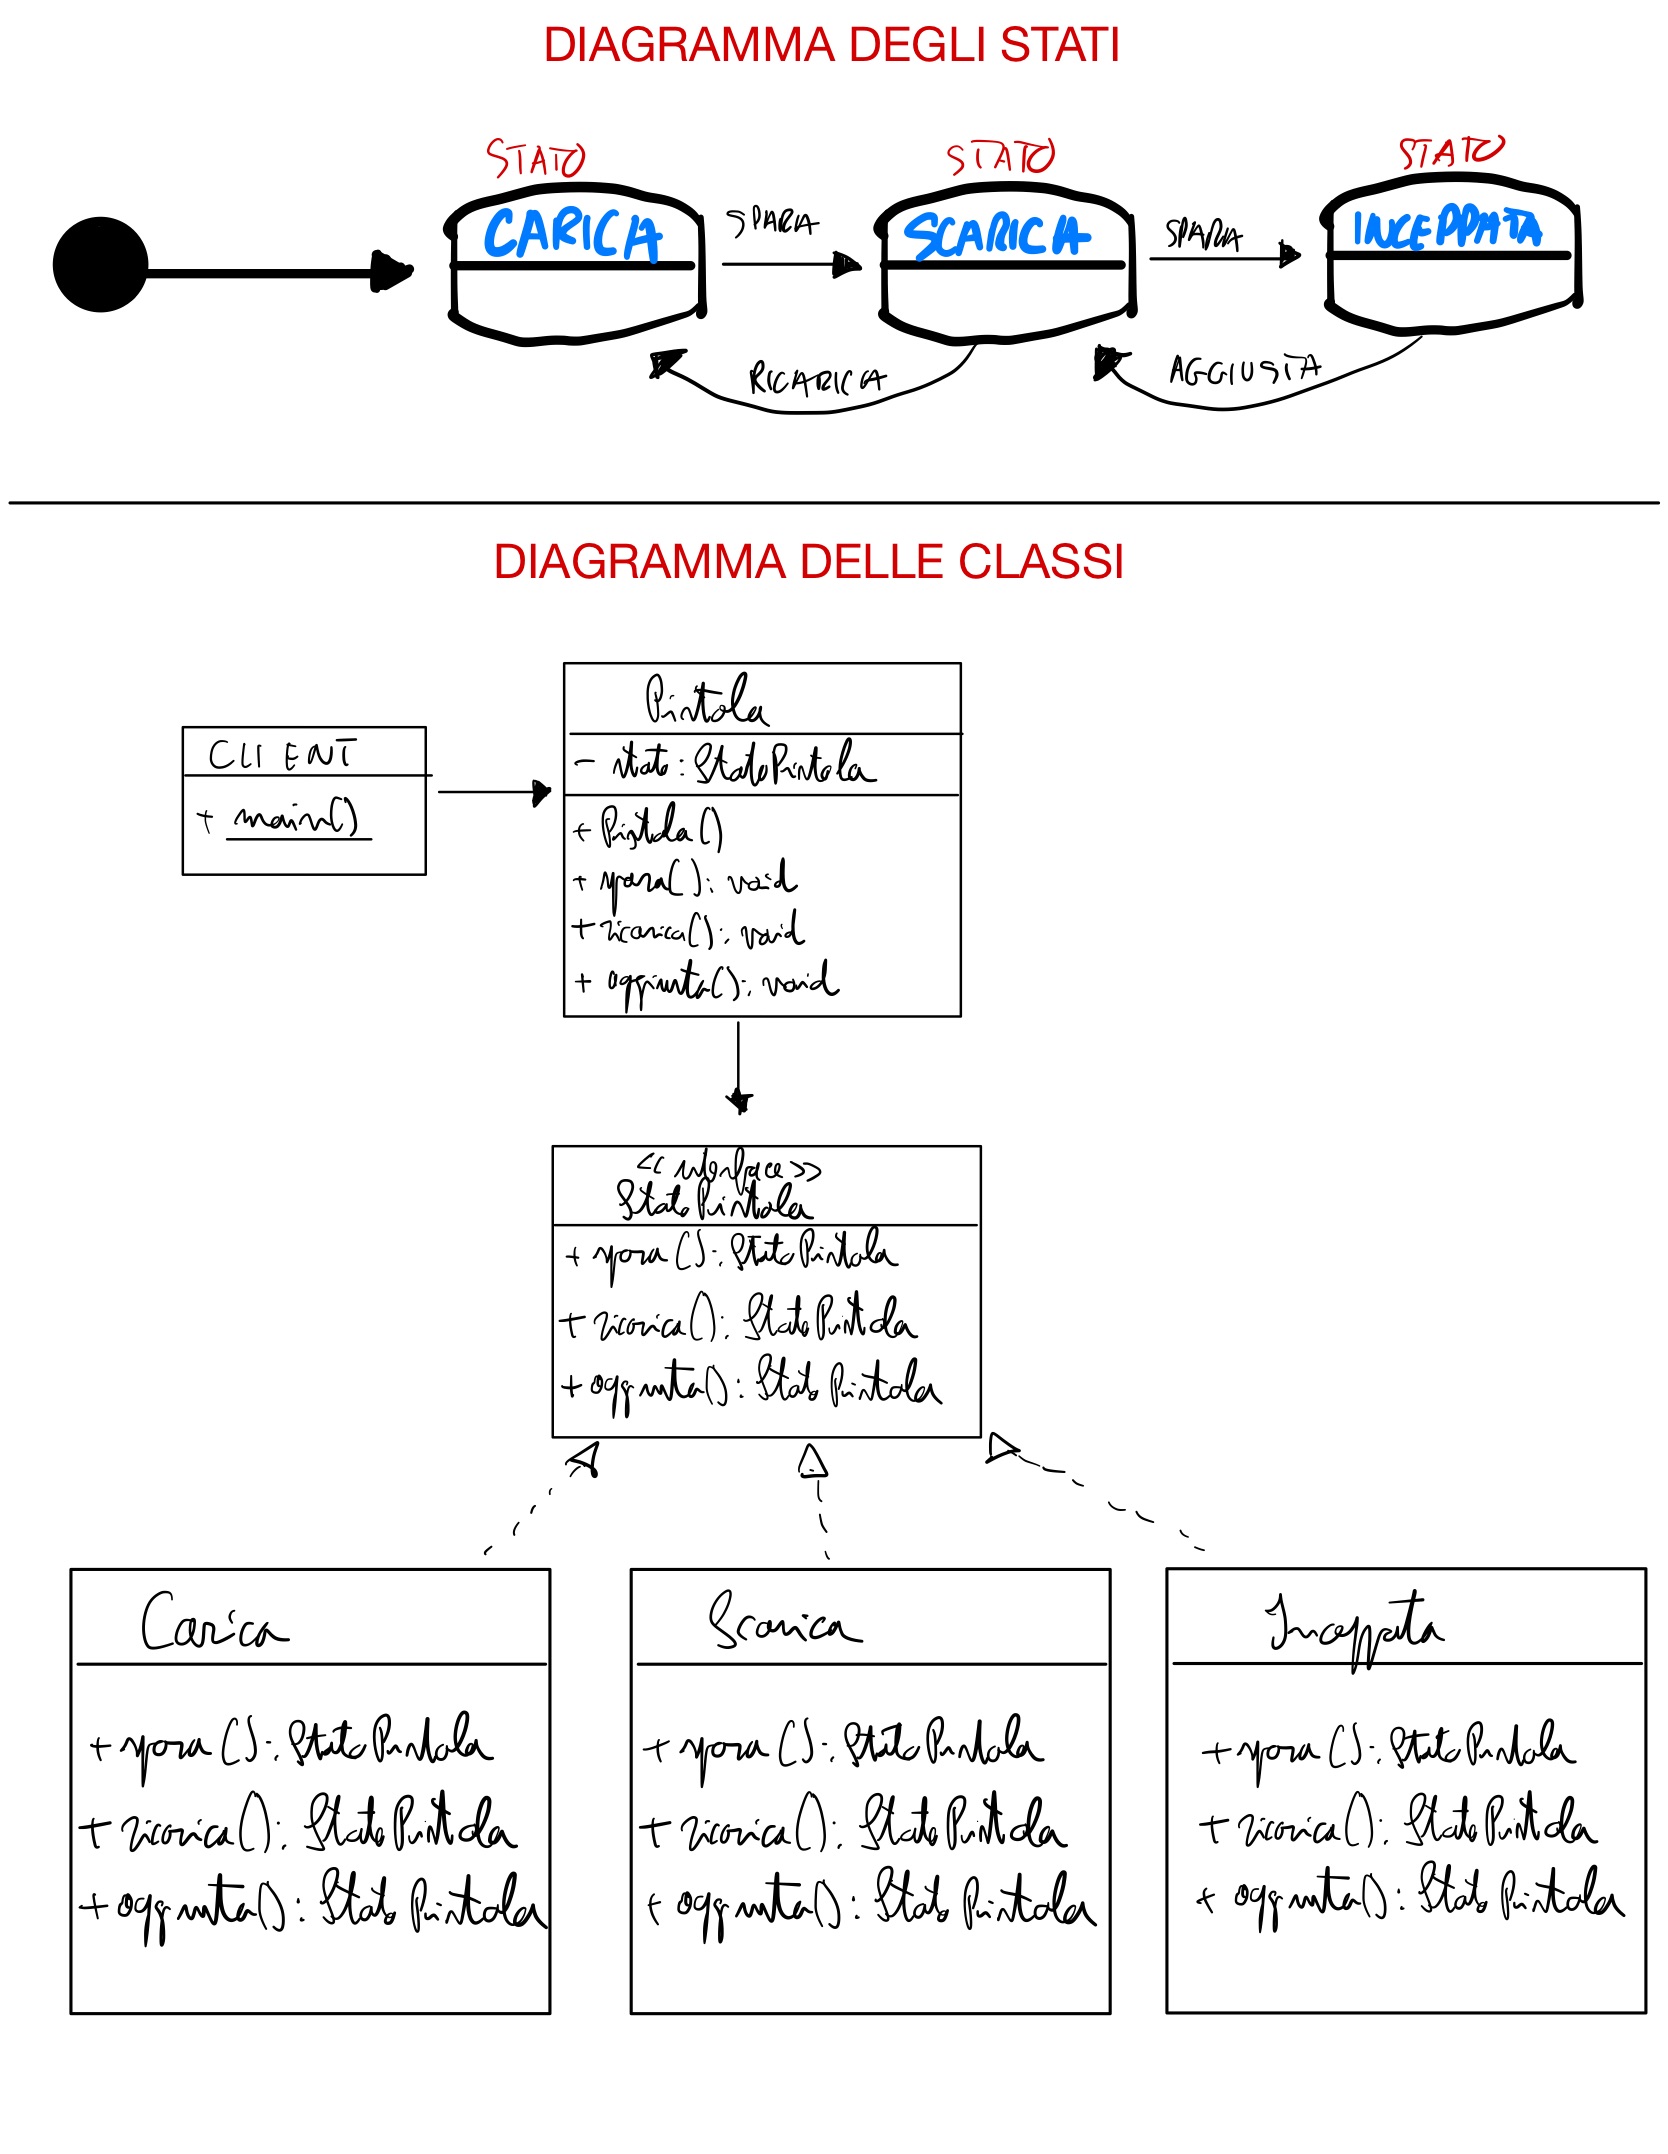 DIAGRAMMA DEGLI STATI
STATO STATO STATO
CARICA SPARA SCARICA SPARA INCEPPATA
RICARICA AGGIUSTA
DIAGRAMMA DELLE CLASSI
CLIENT
+ main()
Pistola
- stato: StatoPistola
+ Pistola()
+ spara(): void
+ ricarica(): void
+ aggiusta(): void
<<interface>>
StatoPistola
+ spara(): StatoPistola
+ ricarica(): StatoPistola
+ aggiusta(): StatoPistola
Carica
+ spara(): StatoPistola
+ ricarica(): StatoPistola
+ aggiusta(): StatoPistola
Scarica
+ spara(): StatoPistola
+ ricarica(): StatoPistola
+ aggiusta(): StatoPistola
Inceppata
+ spara(): StatoPistola
+ ricarica(): StatoPistola
+ aggiusta(): StatoPistola